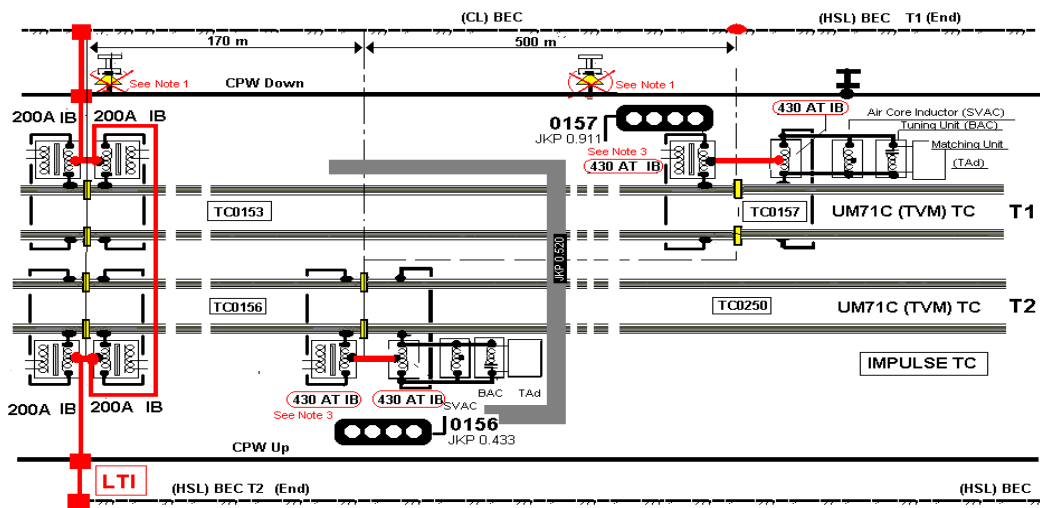 (CL) BEC
(HSL) BEC T1 (End)
170 m
500 m
See Note 1
See Note 1
CPW Down
200A IB 200A IB
0157
JKP 0.911
430 AT IB
Air Core Inductor (SVAC)
Tuning Unit (BAC)
Matching Unit
(TAd)
See Note 3
430 AT IB
TC0153
TC0157
UM71C (TVM) TC
T1
JKP 0.520
TC0156
TC0250
UM71C (TVM) TC
T2
IMPULSE TC
200A IB
200A IB
430 AT IB
430 AT IB
SVAC
BAC
TAd
See Note 3
0156
JKP 0.433
CPW Up
LTI
(HSL) BEC T2 (End)
(HSL) BEC